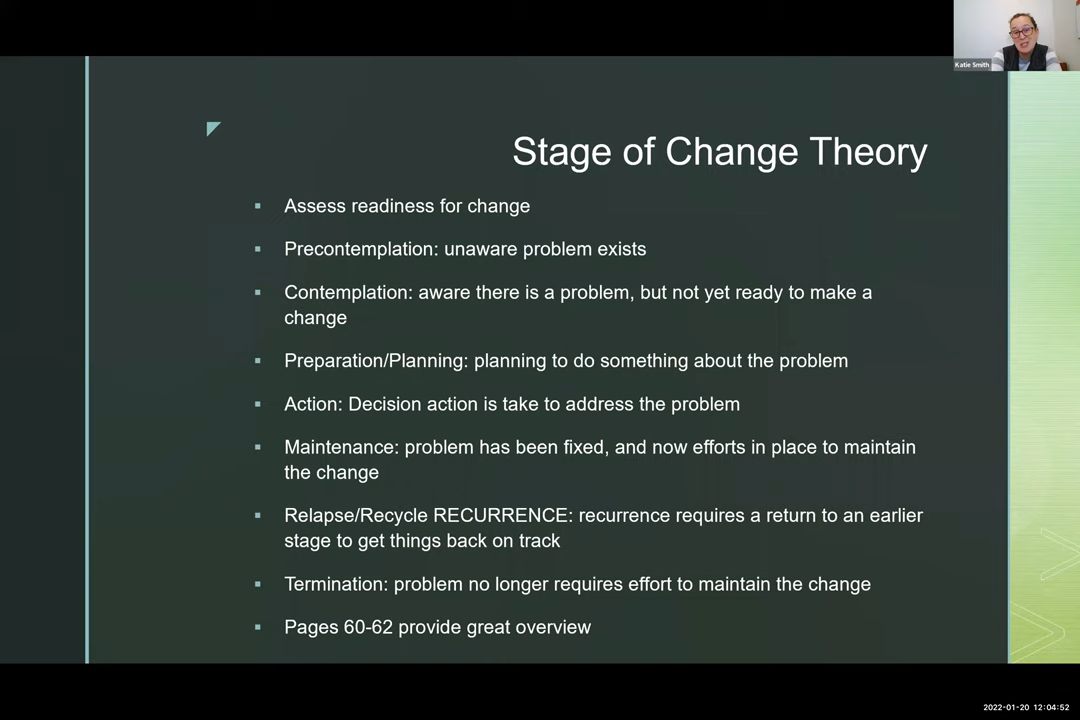 Katie Smith
Stage of Change Theory
Assess readiness for change
Precontemplation: unaware problem exists
Contemplation: aware there is a problem, but not yet ready to make a
change
Preparation/Planning: planning to do something about the problem
Action: Decision action is take to address the problem
Maintenance: problem has been fixed, and now efforts in place to maintain
the change
Relapse/Recycle RECURRENCE: recurrence requires a return to an earlier
stage to get things back on track
Termination: problem no longer requires effort to maintain the change
Pages 60-62 provide great overview
2022-01-20 12:04:52